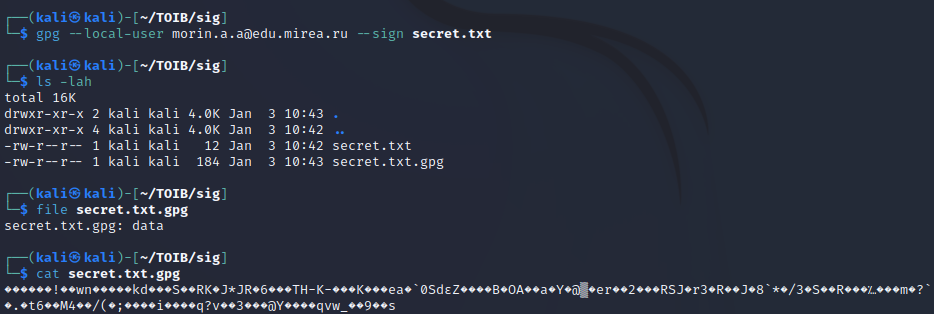 ┌──(kali㉿kali)-[~/TOIB/sig]
└─$ gpg --local-user morin.a.a@edu.mirea.ru --sign secret.txt
┌──(kali㉿kali)-[~/TOIB/sig]
└─$ ls -lah
total 16K
drwxr-xr-x 2 kali kali 4.0K Jan  3 10:43 .
drwxr-xr-x 4 kali kali 4.0K Jan  3 10:42 ..
-rw-r--r-- 1 kali kali   12 Jan  3 10:42 secret.txt
-rw-r--r-- 1 kali kali  184 Jan  3 10:43 secret.txt.gpg
┌──(kali㉿kali)-[~/TOIB/sig]
└─$ file secret.txt.gpg
secret.txt.gpg: data
┌──(kali㉿kali)-[~/TOIB/sig]
└─$ cat secret.txt.gpg
������!��wn�����kd���S��RK�J*JR�6���TH-K-���K���ea�`0SdεZ����B�OA��a�Y�@▒�er��2���RSJ�r3�R��J�8`*�/3�S��R���⁒…���m�?`
�.�t6��M4��/(�;����i����q?v��3���@Y����qvw_��9��s